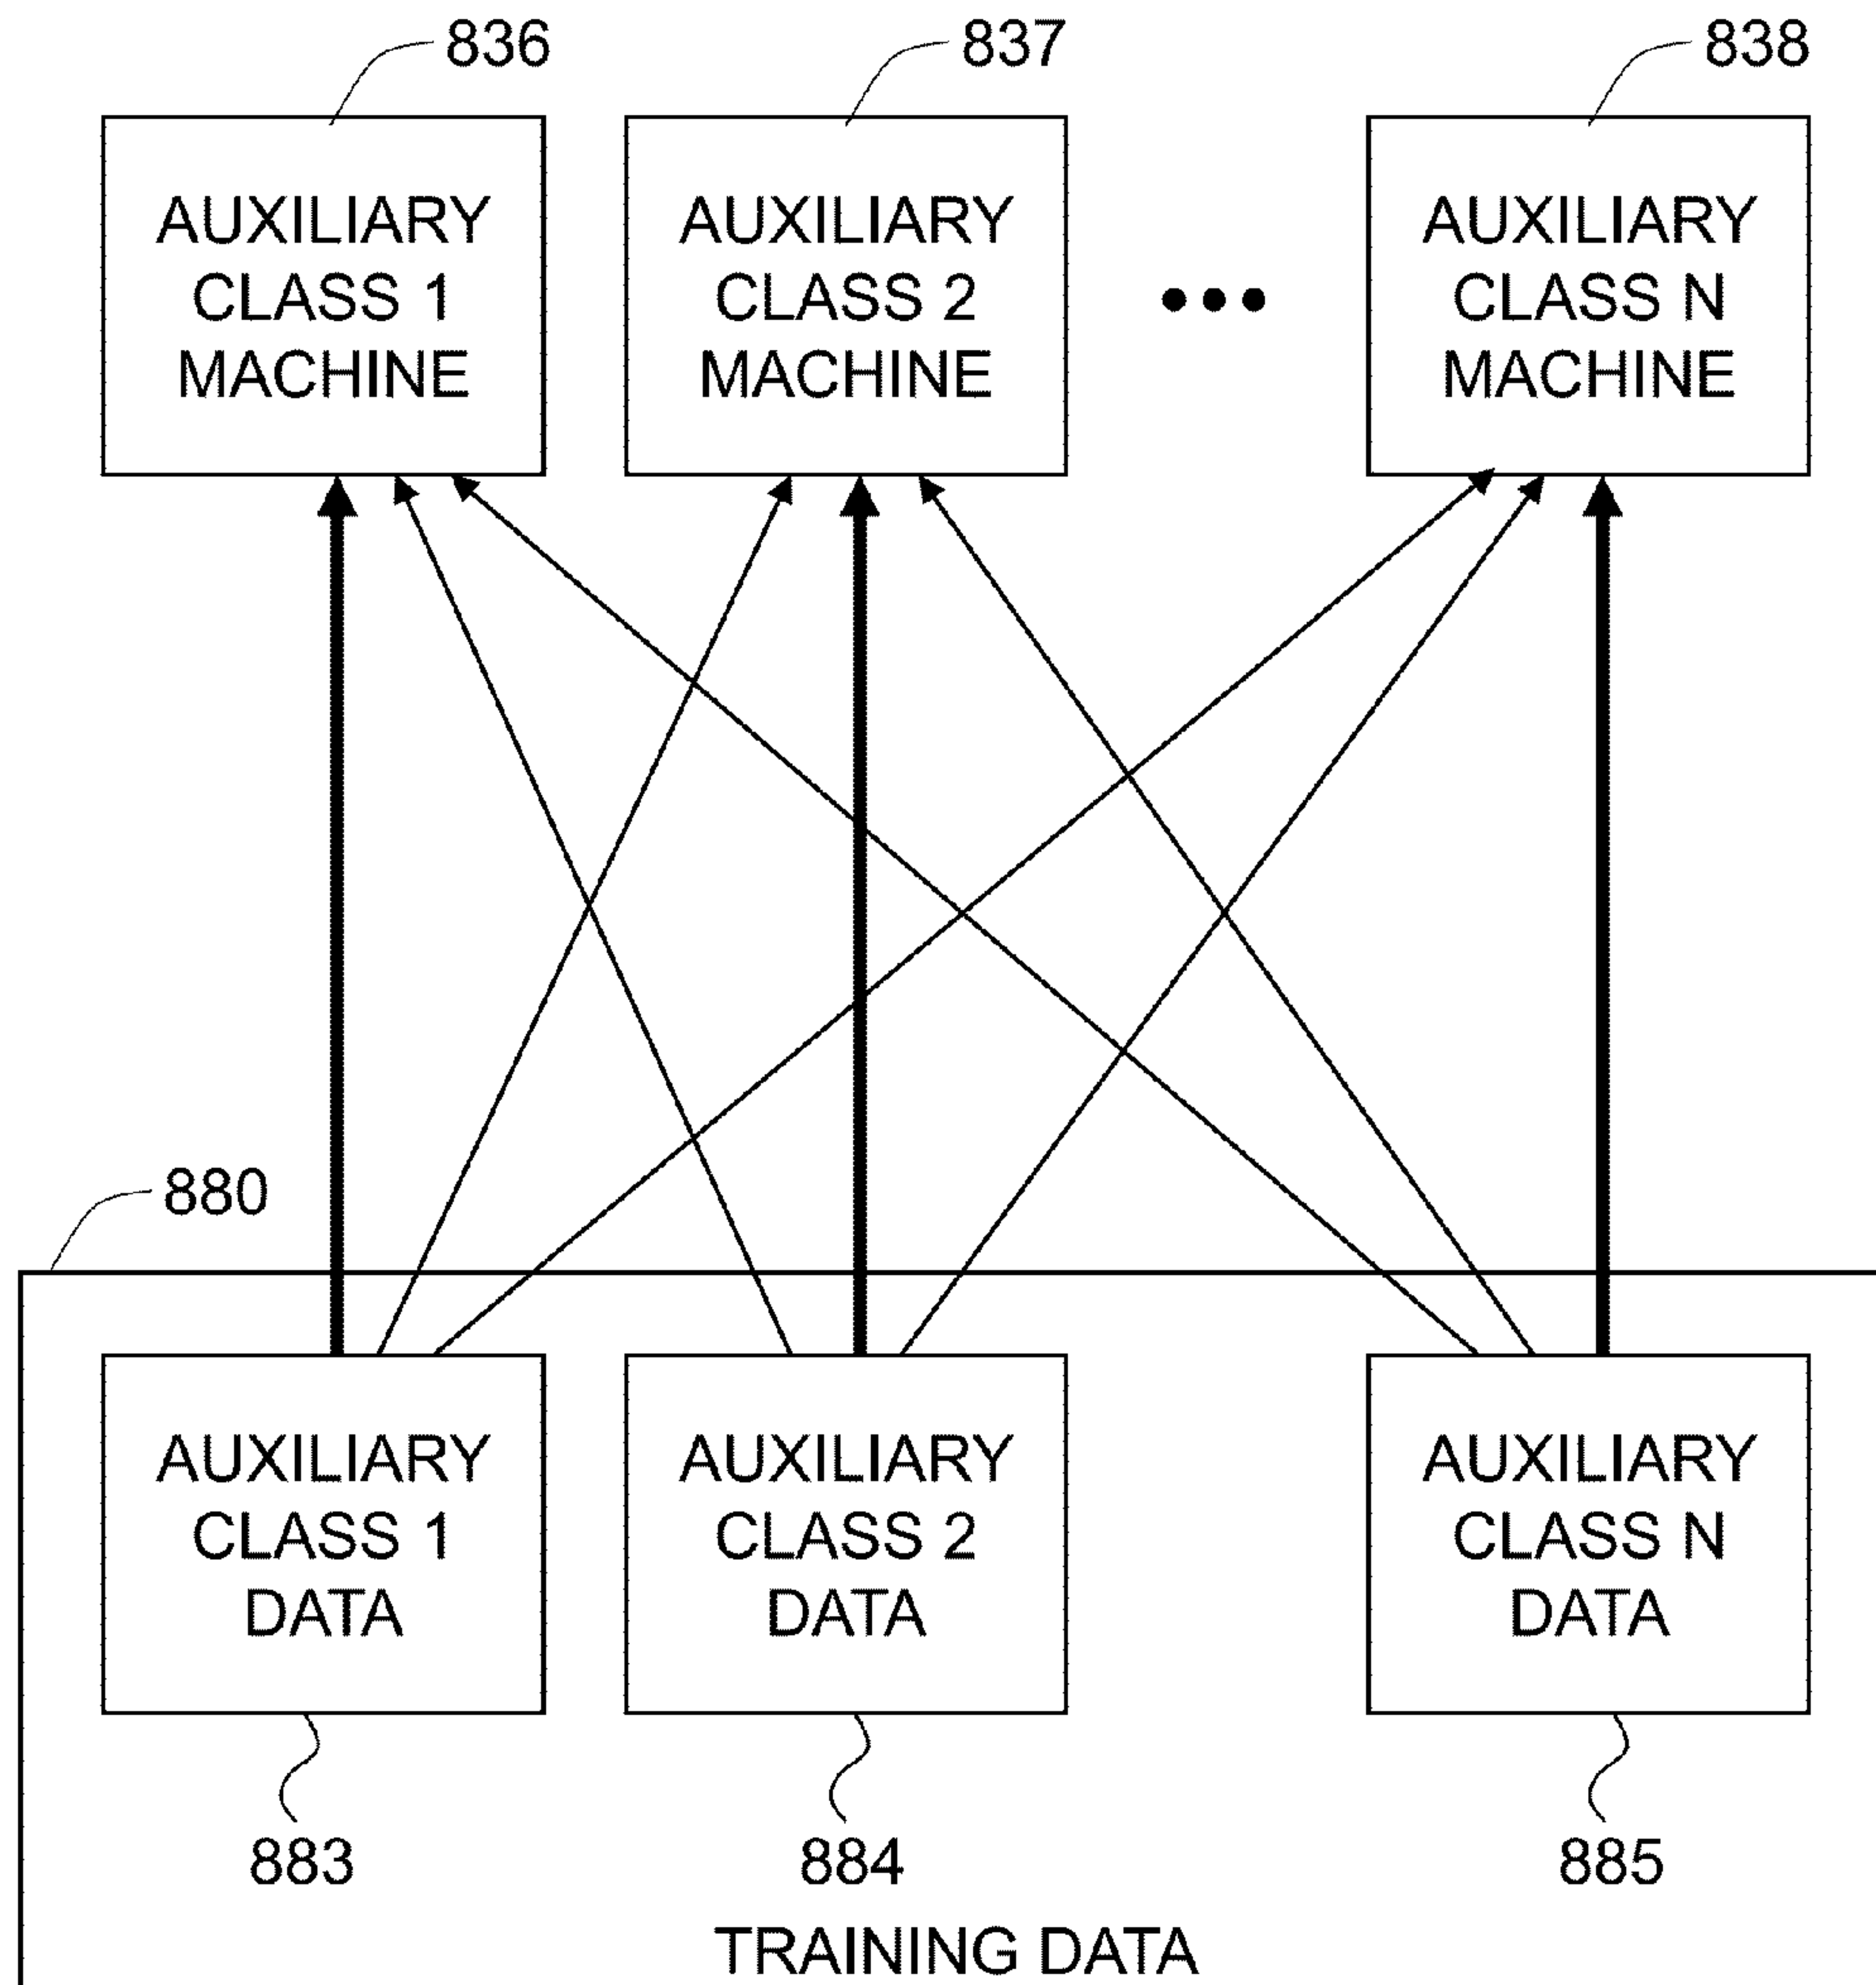 836
837
838
AUXILIARY
CLASS 1
MACHINE
AUXILIARY
CLASS 2
MACHINE
AUXILIARY
CLASS N
MACHINE
880
AUXILIARY
CLASS 1
DATA
AUXILIARY
CLASS 2
DATA
AUXILIARY
CLASS N
DATA
883
884
885
TRAINING DATA